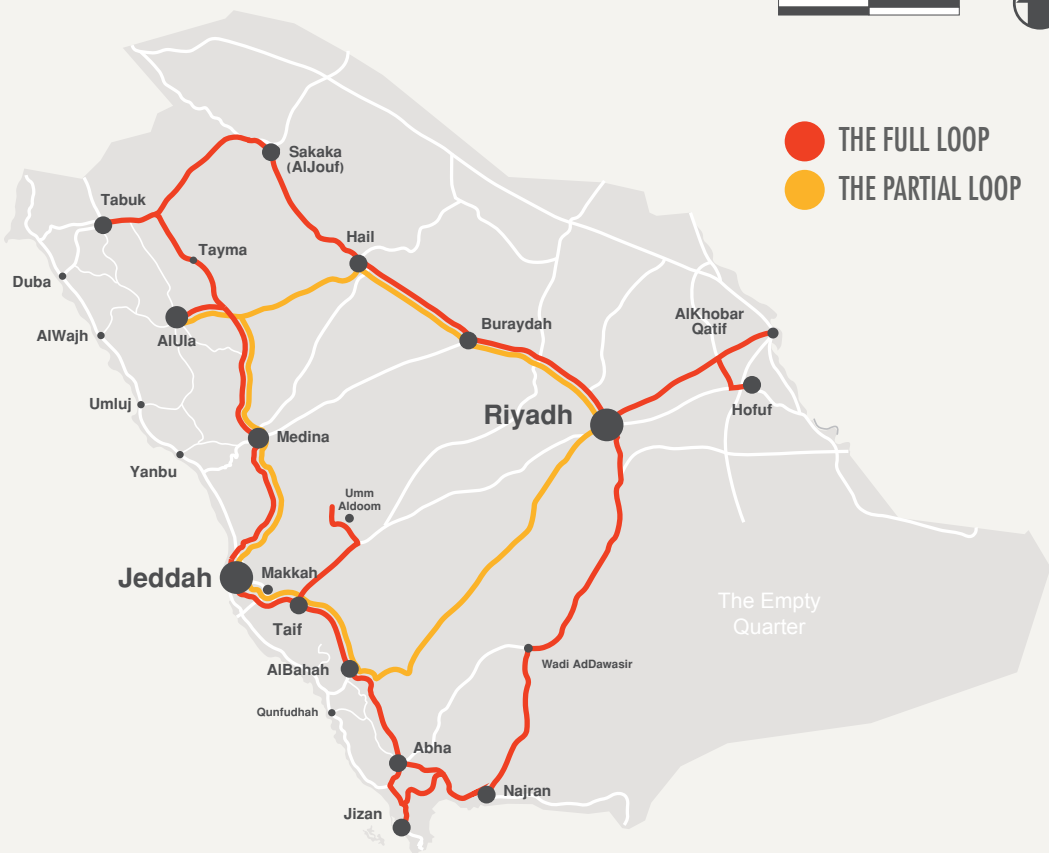 THE FULL LOOP
THE PARTIAL LOOP
Sakaka
(AlJouf)
Tabuk
Hail
Tayma
Duba
AlWajh
AlUla
Buraydah
AlKhobar
Qatif
Hofuf
Umluj
Riyadh
Medina
Yanbu
Umm
Aldoom
Jeddah
Makkah
Taif
The Empty
Quarter
AlBahah
Wadi AdDawasir
Qunfudhah
Abha
Najran
Jizan